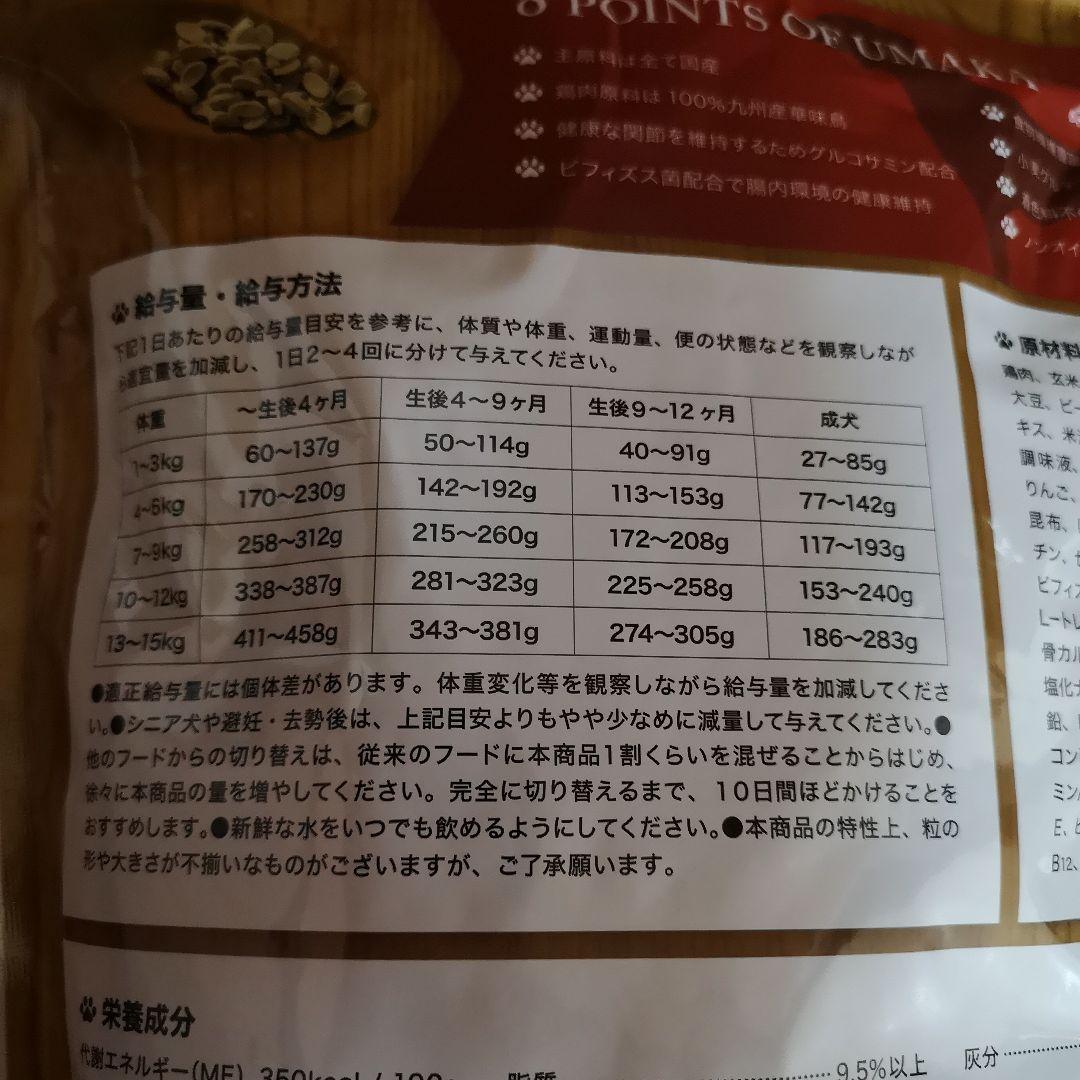 8 POINTS OF UMAKA
主原料は全て国産
鶏肉原料は100%九州産華味鳥
健康な関節を維持するためグルコサミン配合
ビフィズス菌配合で腸内環境の健康維持
給与量・給与方法
下記1日あたりの給与量目安を参考に、体質や体重、運動量、便の状態などを観察しなが
ら適宜量を加減し、1日2〜4回に分けて与えてください。
体重 〜生後4ヶ月 生後4〜9ヶ月 生後9〜12ヶ月 成犬
1〜3kg 60〜137g 50〜114g 40〜91g 27〜85g
4〜6kg 170〜230g 142〜192g 113〜153g 77〜142g
7〜9kg 258〜312g 215〜260g 172〜208g 117〜193g
10〜12kg 338〜387g 281〜323g 225〜258g 153〜240g
13〜15kg 411〜458g 343〜381g 274〜305g 186〜283g
●適正給与量には個体差があります。体重変化等を観察しながら給与量を加減してくださ
い。●シニア犬や避妊・去勢後は、上記目安よりもやや少なめに減量して与えてください。●
他のフードからの切り替えは、従来のフードに本商品1割くらいを混ぜることからはじめ、
徐々に本商品の量を増やしてください。完全に切り替えるまで、10日間ほどかけることを
おすすめします。●新鮮な水をいつでも飲めるようにしてください。●本商品の特性上、粒の
形や大きさが不揃いなものがございますが、ご了承願います。
原材料
鶏肉、玄米
大豆、ビー
キス、米
調味液、
りんご、
昆布、
チン、
ビフィズ
L-トレ
骨カル
塩化
鉛、
コン
ミン
E、
B12、
栄養成分
代謝エネルギー(ME) 350kcal / 100g 脂質 9.5%以上 灰分